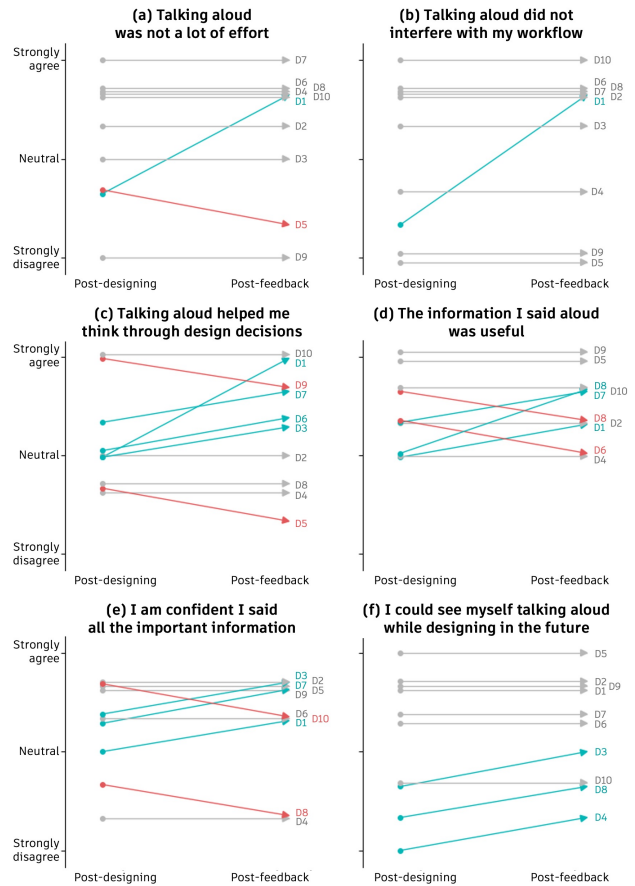 (a) Talking aloud
was not a lot of effort
Strongly
agree
Neutral
Strongly
disagree
D7
D6
D8
D4
D10
D1
D2
D3
D5
D9
Post-designing
Post-feedback
(b) Talking aloud did not
interfere with my workflow
D10
D6
D8
D7
D2
D1
D3
D4
D9
D5
Post-designing
Post-feedback
(c) Talking aloud helped me
think through design decisions
Strongly
agree
Neutral
Strongly
disagree
D10
D1
D9
D7
D6
D3
D2
D8
D4
D5
Post-designing
Post-feedback
(d) The information I said aloud
was useful
D9
D5
D8
D10
D7
D8
D2
D1
D6
D4
Post-designing
Post-feedback
(e) I am confident I said
all the important information
Strongly
agree
Neutral
Strongly
disagree
D3
D2
D7
D5
D9
D6
D10
D1
D8
D4
Post-designing
Post-feedback
(f) I could see myself talking aloud
while designing in the future
D5
D2
D9
D1
D7
D6
D3
D10
D8
D4
Post-designing
Post-feedback